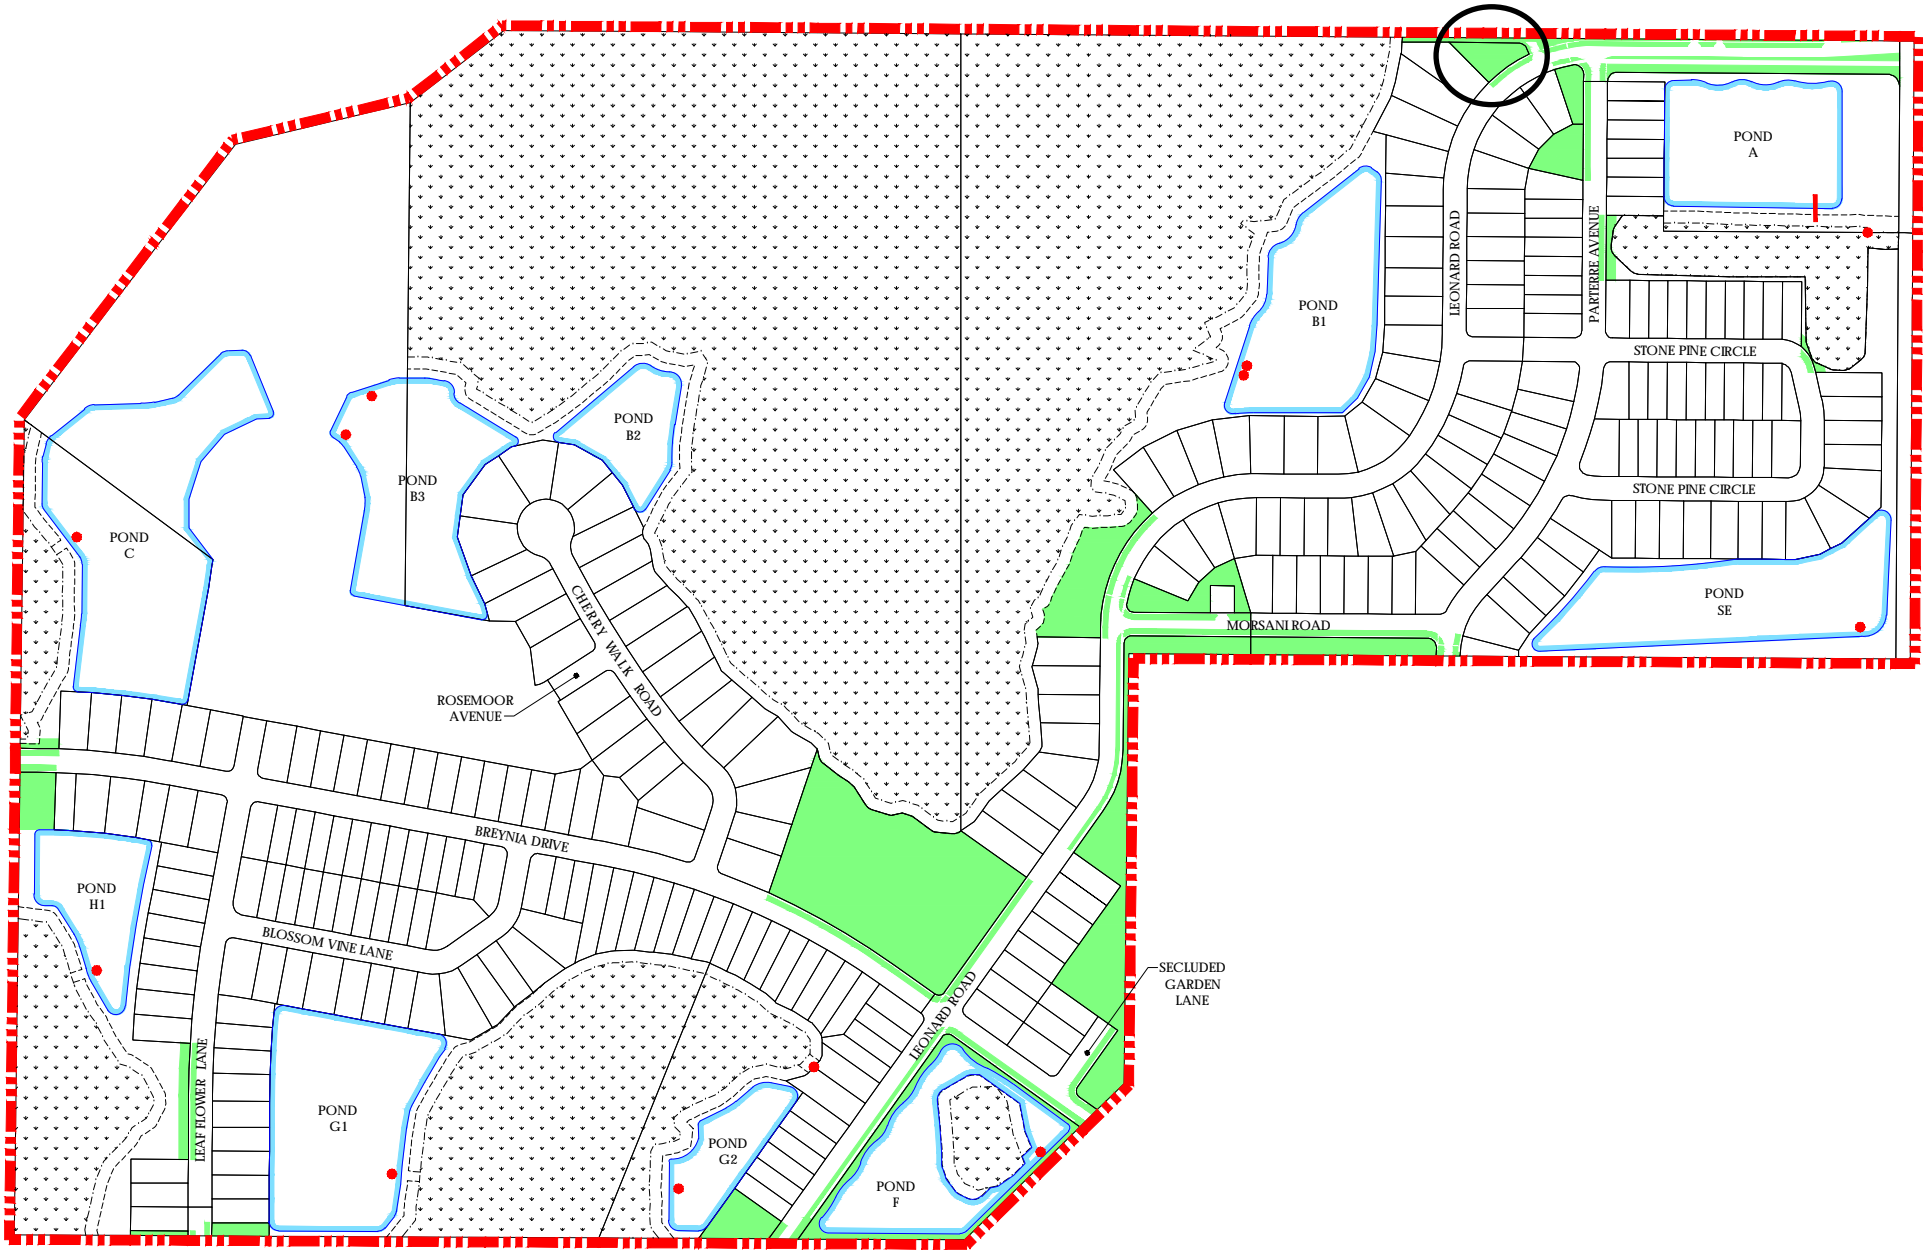 POND
A
LEONARD ROAD
PARTERRE AVENUE
POND
B1
STONE PINE CIRCLE
POND
B2
POND
B3
STONE PINE CIRCLE
POND
C
POND
SE
CHERRY WALK ROAD
MORSANI ROAD
ROSEMOOR
AVENUE
BREYNIA DRIVE
POND
H1
BLOSSOM VINE LANE
SECLUDED
GARDEN
LANE
LEONARD ROAD
LEAF FLOWER LANE
POND
G1
POND
G2
POND
F